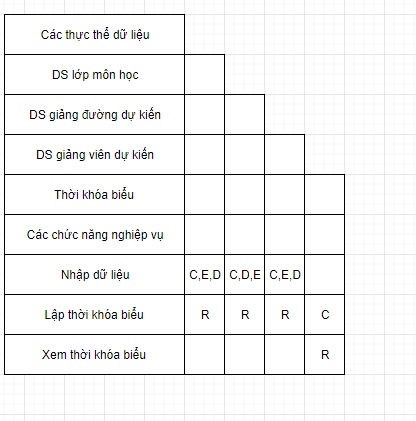 Các thực thể dữ liệu
DS lớp môn học
DS giảng đường dự kiến
DS giảng viên dự kiến
Thời khóa biểu
Các chức năng nghiệp vụ
Nhập dữ liệu C,E,D C,D,E C,E,D
Lập thời khóa biểu R R R C
Xem thời khóa biểu R